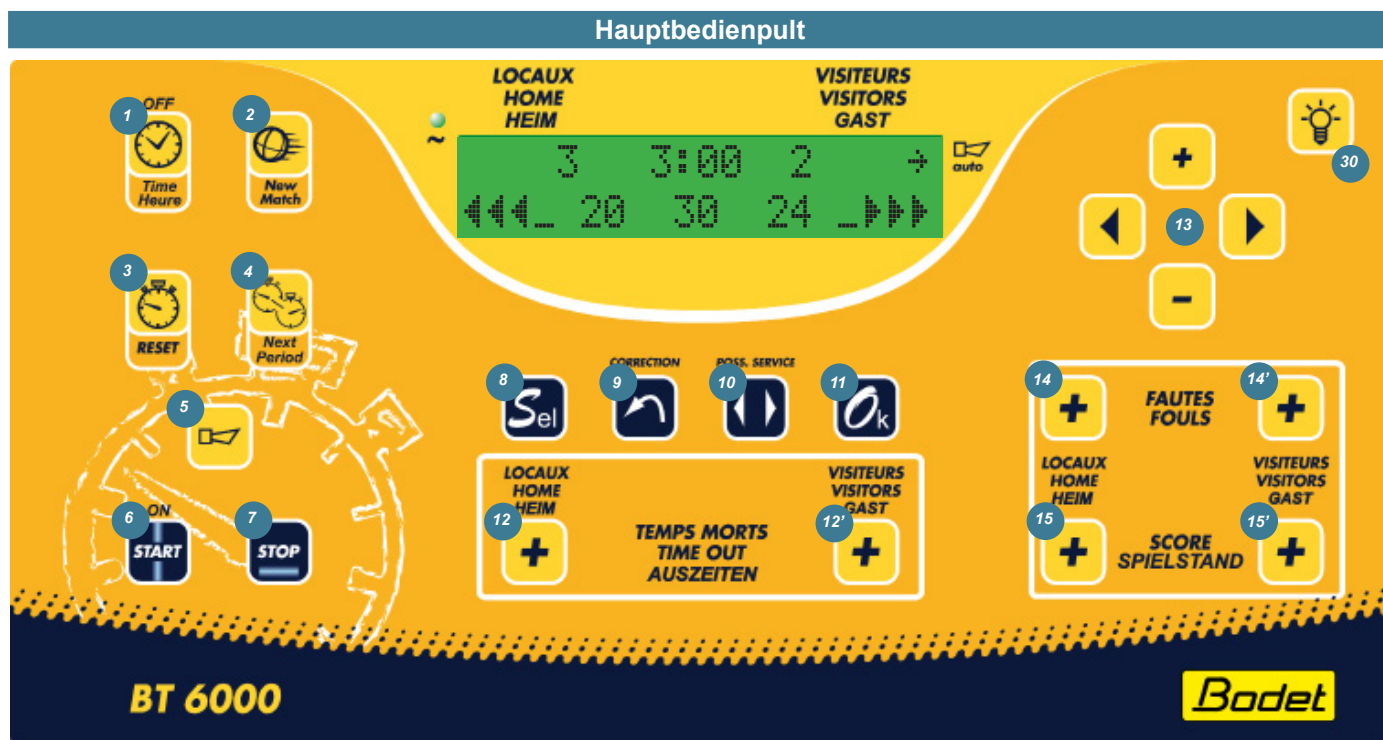 Hauptbedienpult
LOCAUX
HOME
HEIM
VISITEURS
VISITORS
GAST
OFF
1
2
Time
Heure
New
Match
~
3 3:00 2 →
_ 20 30 24 _
auto
30
+
13
-
3
4
RESET
Next
Period
5
ON
6
7
START
STOP
CORRECTION
POSS. SERVICE
8
9
10
11
Sel
Ok
LOCAUX
HOME
HEIM
VISITEURS
VISITORS
GAST
12
12'
+
TEMPS MORTS
TIME OUT
AUSZEITEN
+
14
14'
+
FAUTES
FOULS
+
LOCAUX
HOME
HEIM
VISITEURS
VISITORS
GAST
15
15'
+
SCORE
SPIELSTAND
+
BT 6000
Bodet